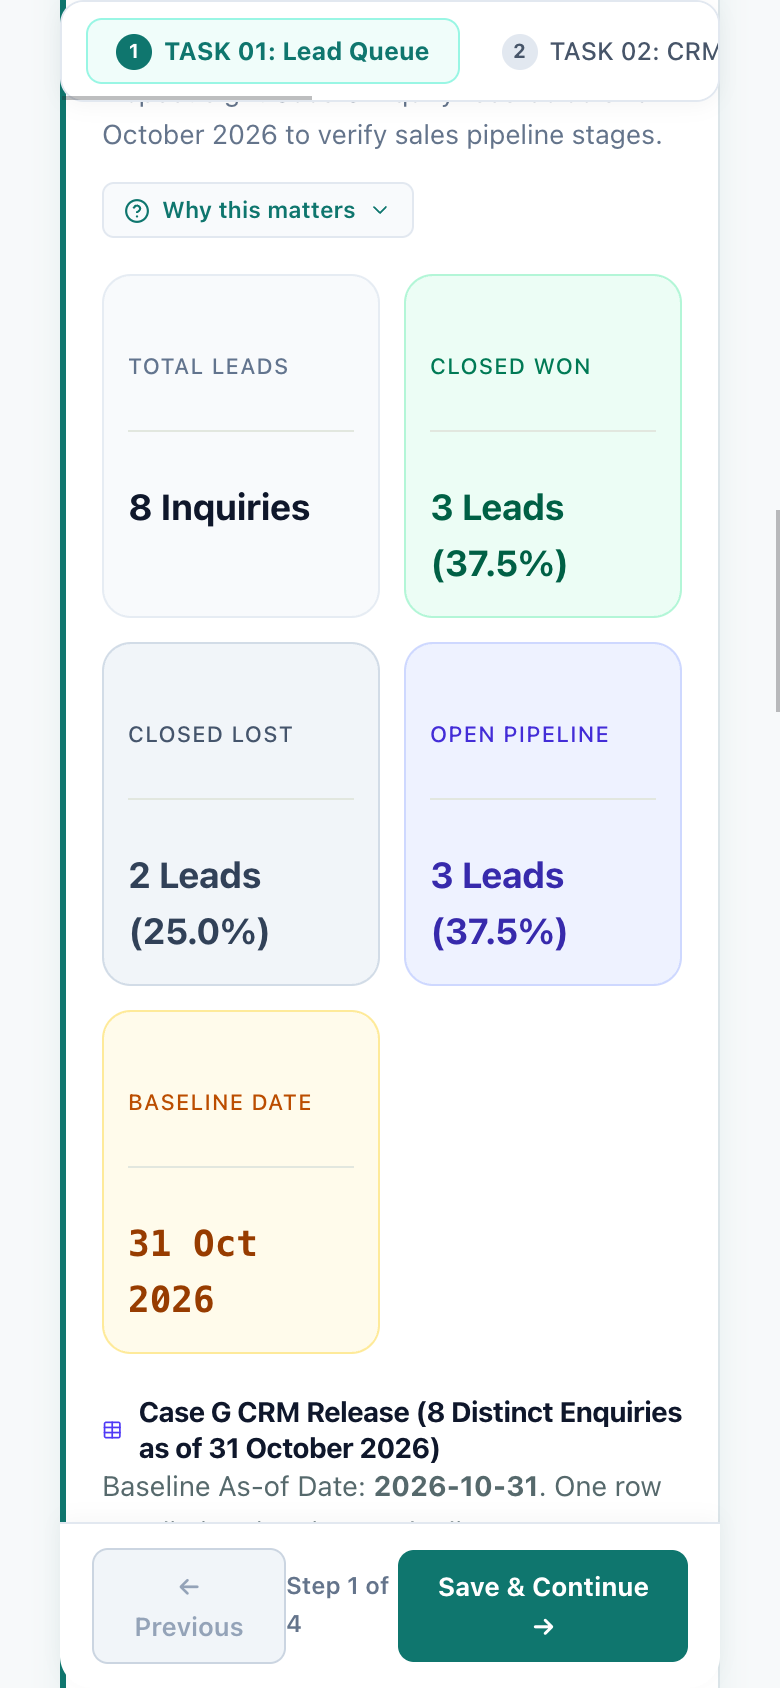 1 TASK 01: Lead Queue 2 TASK 02: CRM
October 2026 to verify sales pipeline stages.
Why this matters
TOTAL LEADS
8 Inquiries
CLOSED WON
3 Leads
(37.5%)
CLOSED LOST
2 Leads
(25.0%)
OPEN PIPELINE
3 Leads
(37.5%)
BASELINE DATE
31 Oct
2026
Case G CRM Release (8 Distinct Enquiries
as of 31 October 2026)
Baseline As-of Date: 2026-10-31. One row
←
Previous
Step 1 of
4
Save & Continue
→